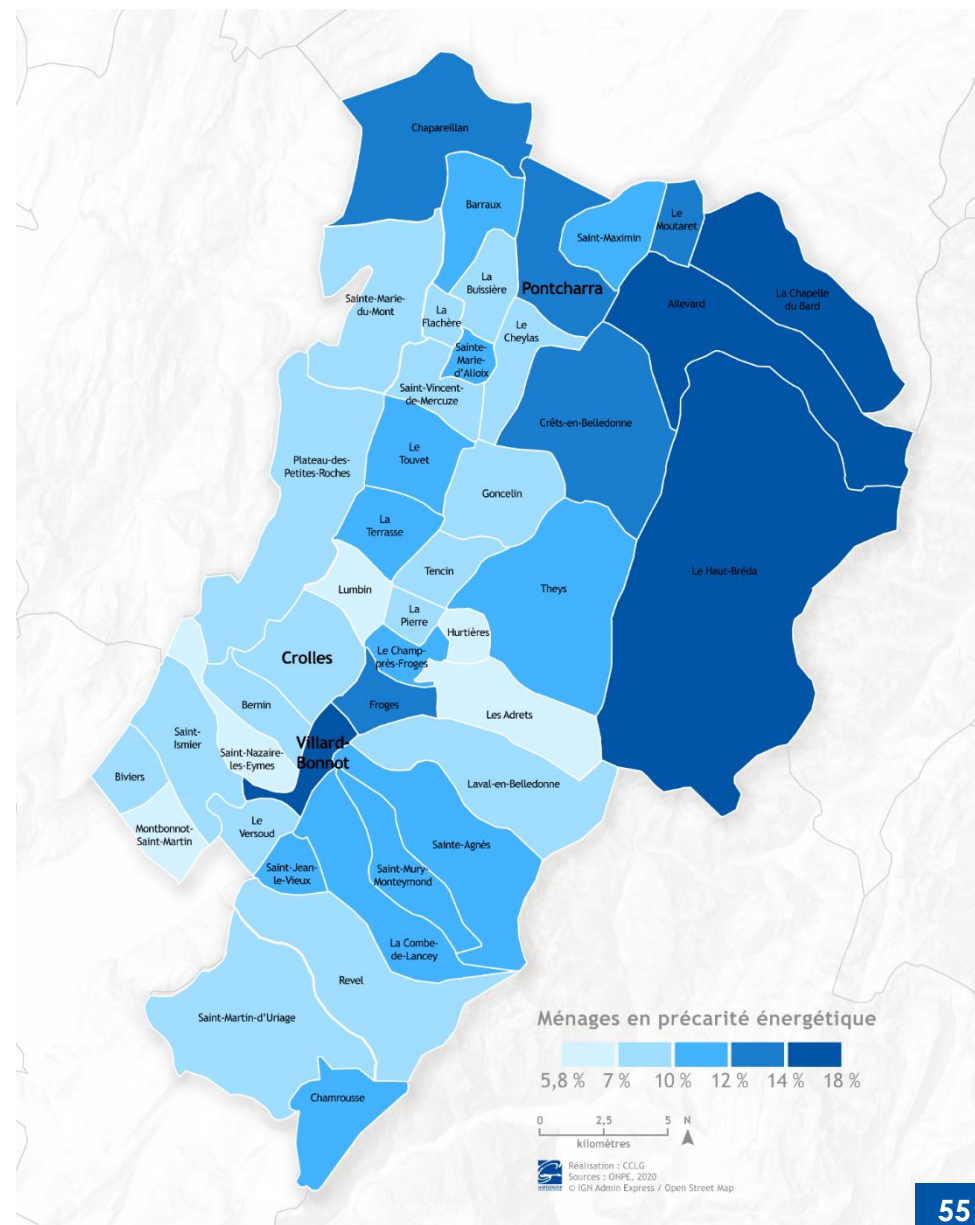 Chapareillan
Barraux
Le
Moutaret
Saint-Maximin
La
Buissière
Pontcharra
Allevard
La Chapelle
du Bard
Sainte-Marie-
du-Mont
La
Flachère
Le
Cheylas
Sainte-
Marie-
d'Alloix
Saint-Vincent-
de-Mercuze
Crêts-en-Belledonne
Le
Touvet
Plateau-des-
Petites-Roches
Goncelin
La
Terrasse
Tencin
Le Haut-Bréda
Lumbin
Theys
La
Pierre
Hurtières
Crolles
Le Champ-
près-Froges
Bernin
Froges
Les Adrets
Saint-
Ismier
Villard-
Bonnot
Saint-Nazaire-
les-Eymes
Biviers
Laval-en-Belledonne
Le
Versoud
Montbonnot-
Saint-Martin
Sainte-Agnès
Saint-Jean-
le-Vieux
Saint-Mury-
Monteymond
La Combe-
de-Lancey
Revel
Saint-Martin-d'Uriage
Chamrousse
Ménages en précarité énergétique
5,8 % 7 % 10 % 12 % 14 % 18 %
0 2,5 5 N
kilomètres
Réalisation : CCLG
Sources : ONPE, 2020
© IGN Admin Express / Open Street Map
55